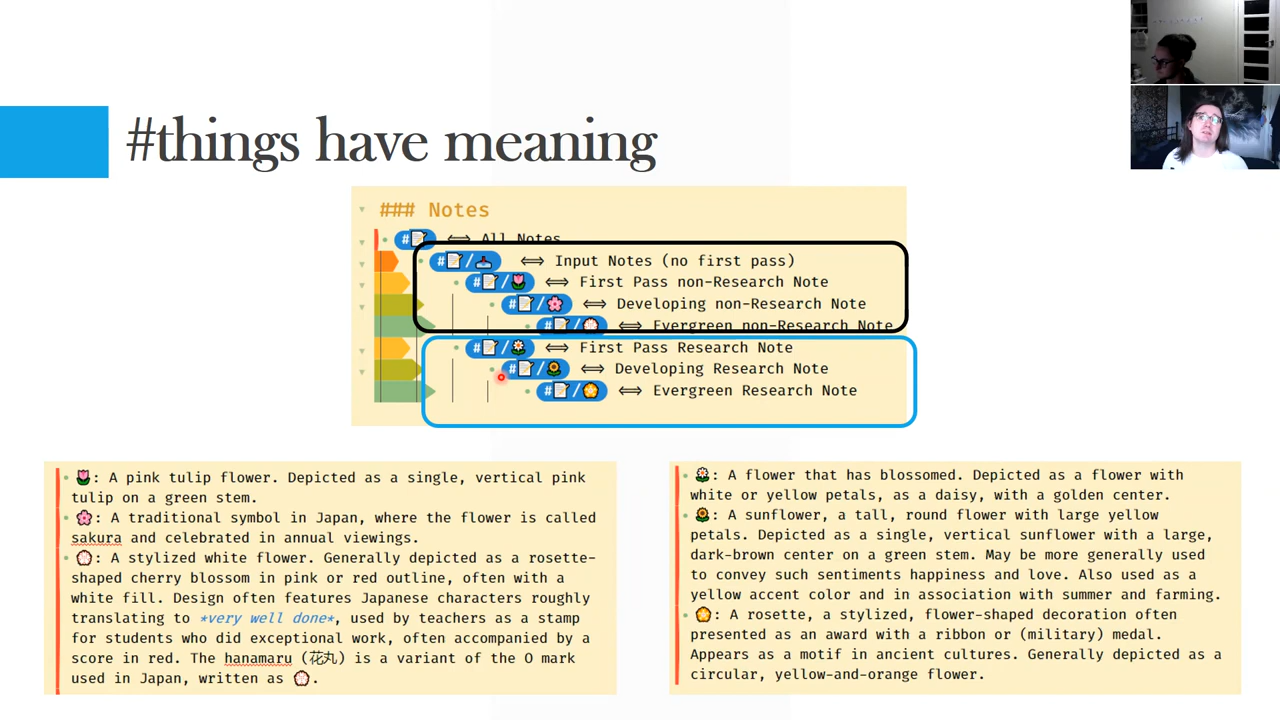 #things have meaning
### Notes
#📝 ⟺ All Notes
#📝/📥 ⟺ Input Notes (no first pass)
#📝/🌷 ⟺ First Pass non-Research Note
#📝/🌸 ⟺ Developing non-Research Note
#📝/💮 ⟺ Evergreen non-Research Note
#📝/🌼 ⟺ First Pass Research Note
#📝/🌻 ⟺ Developing Research Note
#📝/🏵️ ⟺ Evergreen Research Note
🌷: A pink tulip flower. Depicted as a single, vertical pink
tulip on a green stem.
🌸: A traditional symbol in Japan, where the flower is called
sakura and celebrated in annual viewings.
💮: A stylized white flower. Generally depicted as a rosette-
shaped cherry blossom in pink or red outline, often with a
white fill. Design often features Japanese characters roughly
translating to *very well done*, used by teachers as a stamp
for students who did exceptional work, often accompanied by a
score in red. The hanamaru (花丸) is a variant of the O mark
used in Japan, written as 💮.
🌼: A flower that has blossomed. Depicted as a flower with
white or yellow petals, as a daisy, with a golden center.
🌻: A sunflower, a tall, round flower with large yellow
petals. Depicted as a single, vertical sunflower with a large,
dark-brown center on a green stem. May be more generally used
to convey such sentiments happiness and love. Also used as a
yellow accent color and in association with summer and farming.
🏵️: A rosette, a stylized, flower-shaped decoration often
presented as an award with a ribbon or (military) medal.
Appears as a motif in ancient cultures. Generally depicted as a
circular, yellow-and-orange flower.